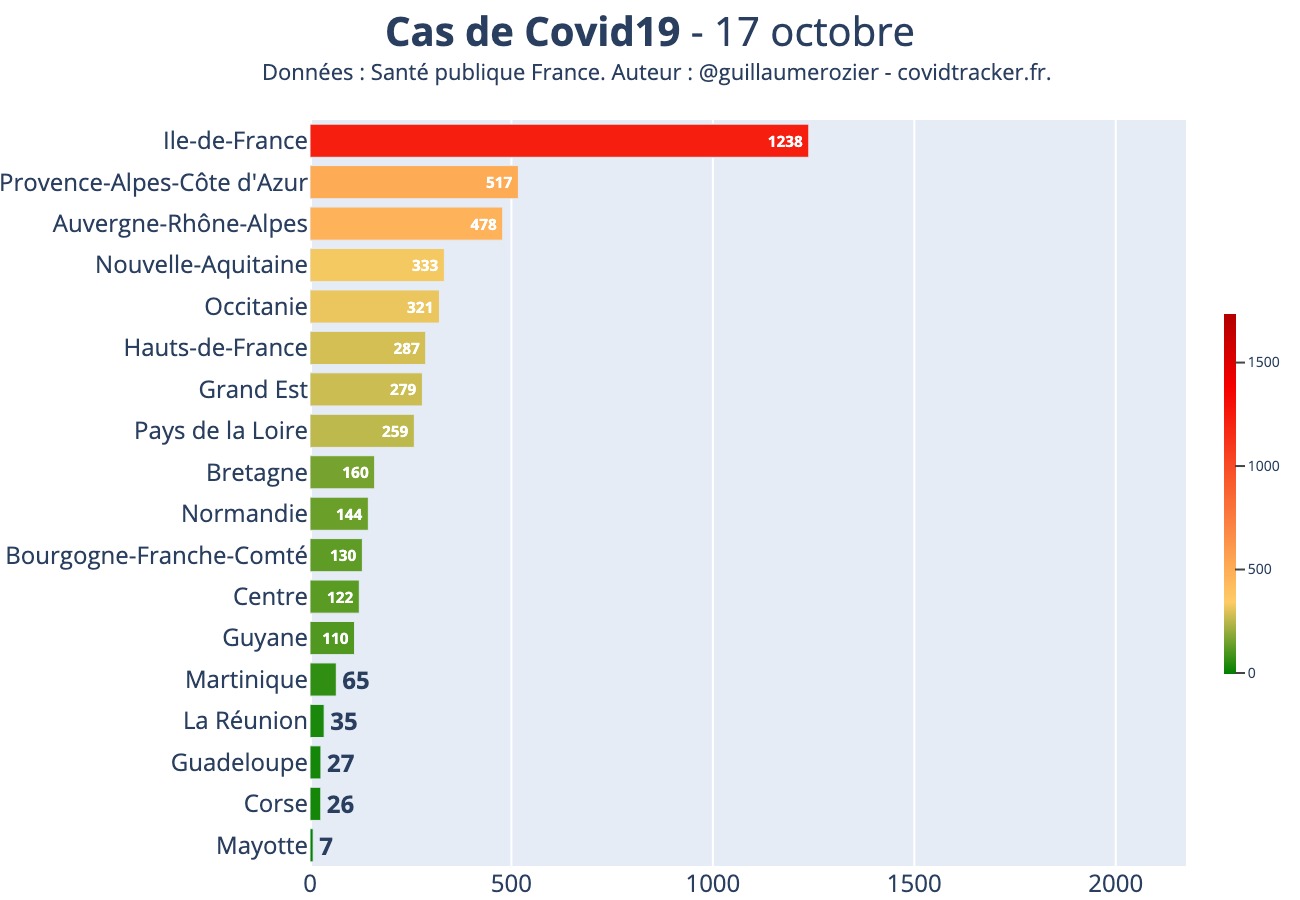 Cas de Covid19 - 17 octobre
Données : Santé publique France. Auteur : @guillaumerozier - covidtracker.fr.
Ile-de-France 1238
Provence-Alpes-Côte d'Azur 517
Auvergne-Rhône-Alpes 478
Nouvelle-Aquitaine 333
Occitanie 321
Hauts-de-France 287
Grand Est 279
Pays de la Loire 259
Bretagne 160
Normandie 144
Bourgogne-Franche-Comté 130
Centre 122
Guyane 110
Martinique 65
La Réunion 35
Guadeloupe 27
Corse 26
Mayotte 7
0 500 1000 1500 2000
1500
1000
500
0